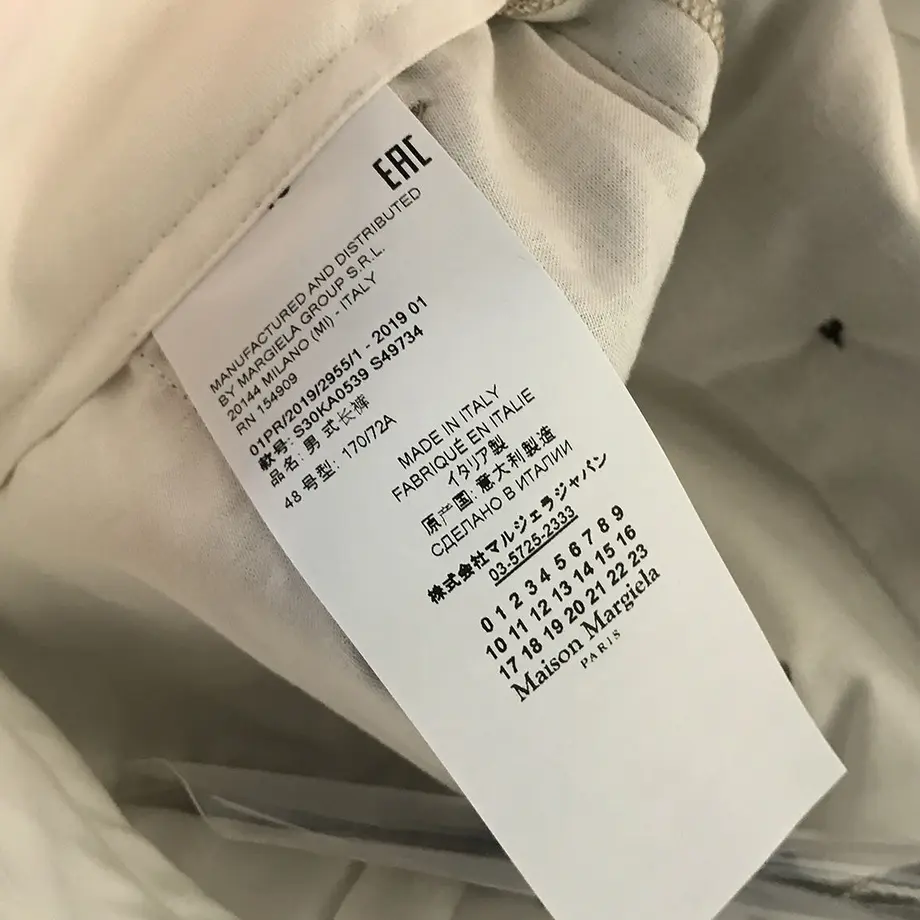 EAC
MANUFACTURED AND DISTRIBUTED
BY MARGIELA GROUP S.R.L.
20144 MILANO (MI) - ITALY
RN 154909
01PR/2019/2955/1 - 2019 01
款号: S30KA0539 S49734
品名: 男 式长裤
48 号型: 170/72A
MADE IN ITALY
FABRIQUÉ EN ITALIE
イタリア製
原产国: 意大利製造
СДЕЛАНО В ИТАЛИИ
株式会社マルジェラジャパン
03-5725-2333
0 1 2 3 4 5 6 7 8 9
10 11 12 13 14 15 16
17 18 19 20 21 22 23
Maison Margiela
PARIS